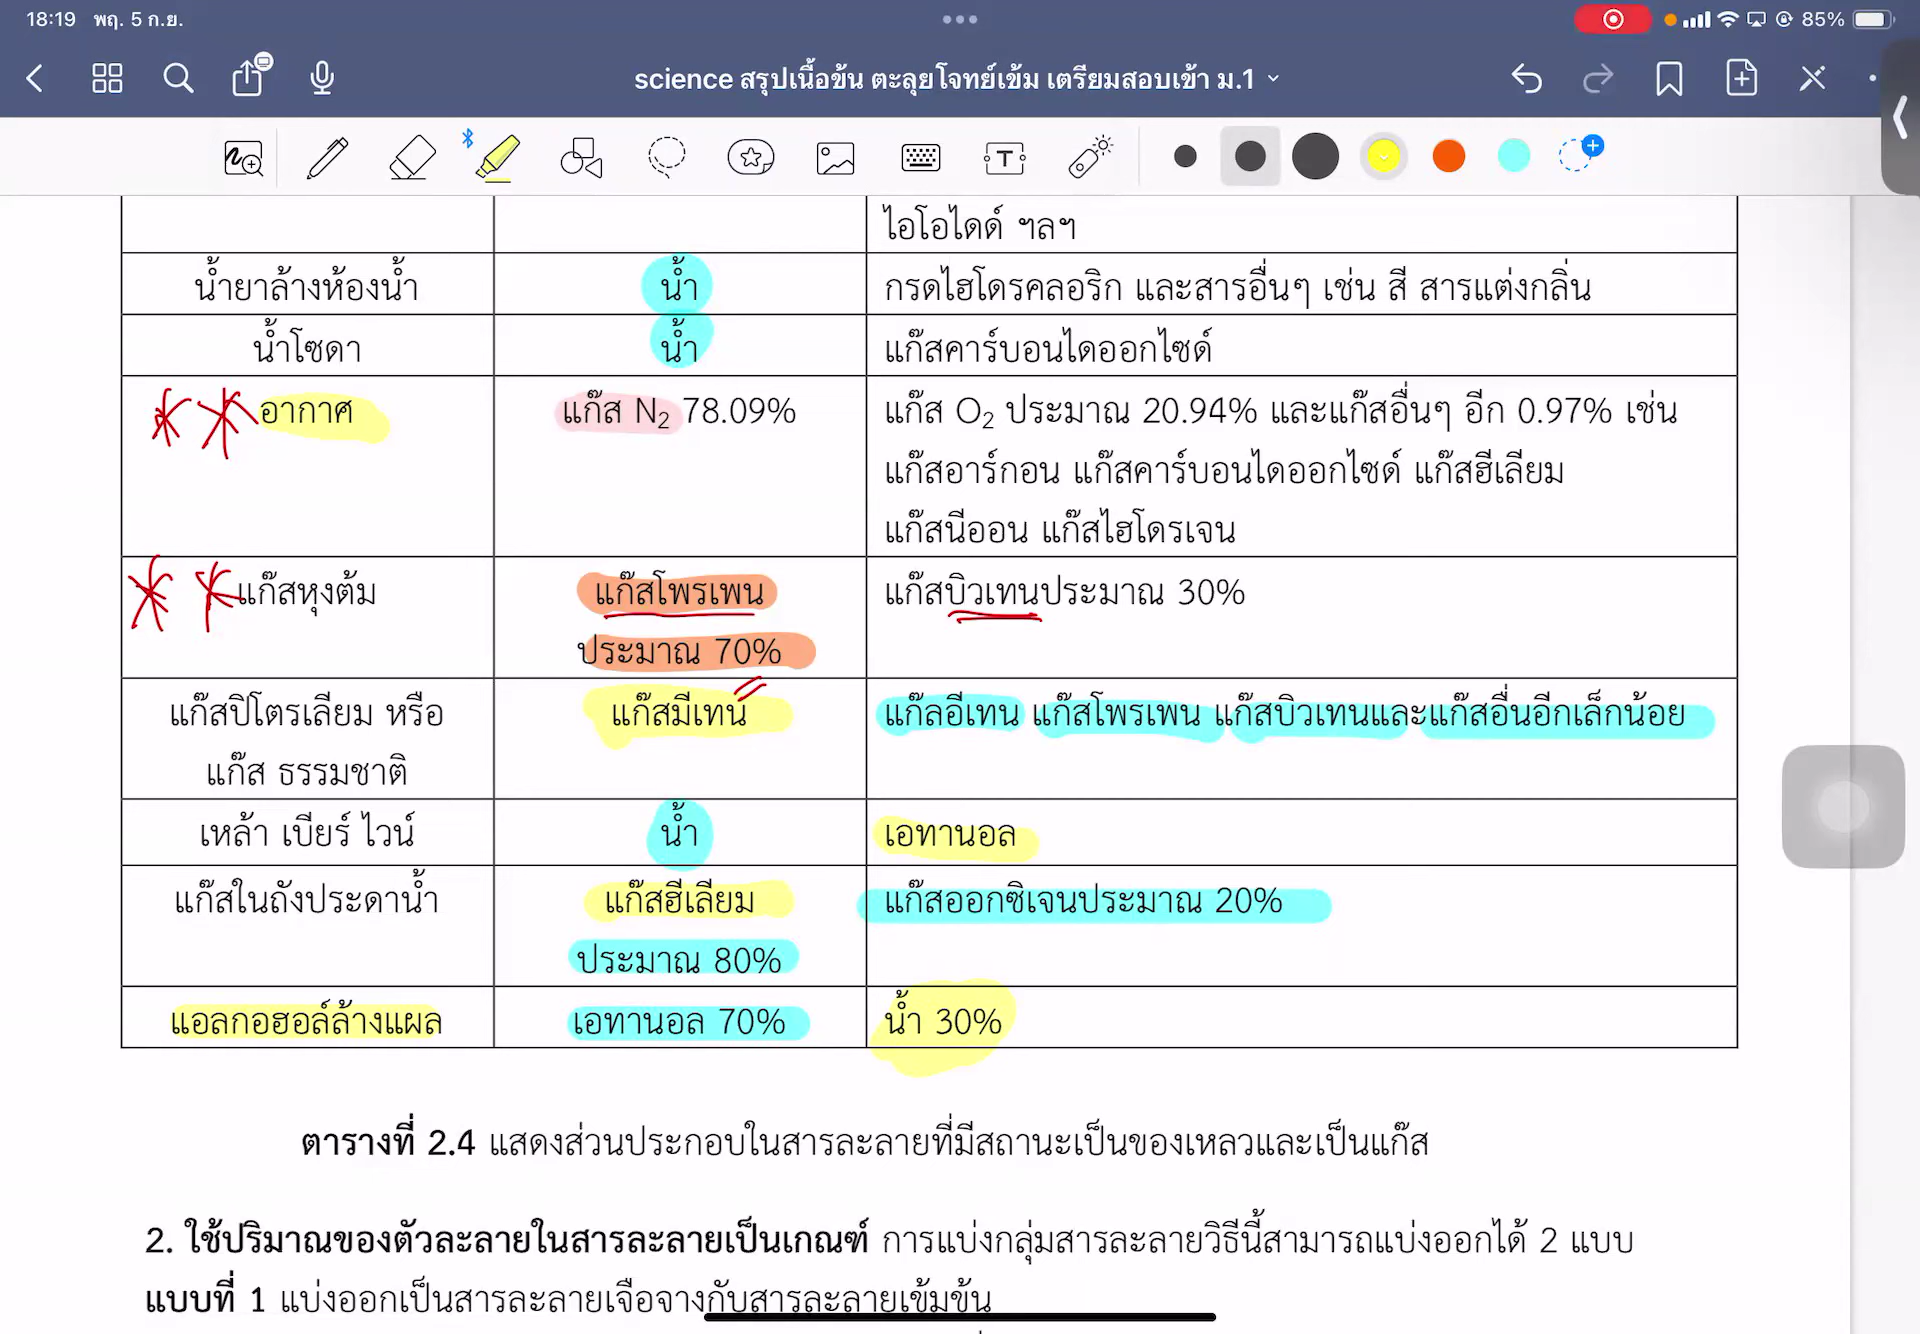 18:19 พฤ. 5 ก.ย.
85%
science สรุปเนื้อข้น ตะลุยโจทย์เข้ม เตรียมสอบเข้า ม.1
ไอโอไดด์ ฯลฯ
น้ำยาล้างห้องน้ำ น้ำ กรดไฮโดรคลอริก และสารอื่นๆ เช่น สี สารแต่งกลิ่น
น้ำโซดา น้ำ แก๊สคาร์บอนไดออกไซด์
อากาศ แก๊ส N₂ 78.09% แก๊ส O₂ ประมาณ 20.94% และแก๊สอื่นๆ อีก 0.97% เช่น
แก๊สอาร์กอน แก๊สคาร์บอนไดออกไซด์ แก๊สฮีเลียม
แก๊สนีออน แก๊สไฮโดรเจน
แก๊สหุงต้ม แก๊สโพรเพน แก๊สบิวเทนประมาณ 30%
ประมาณ 70%
แก๊สปิโตรเลียม หรือ แก๊สมีเทน แก๊ลอีเทน แก๊สโพรเพน แก๊สบิวเทนและแก๊สอื่นอีกเล็กน้อย
แก๊ส ธรรมชาติ
เหล้า เบียร์ ไวน์ น้ำ เอทานอล
แก๊สในถังประดาน้ำ แก๊สฮีเลียม แก๊สออกซิเจนประมาณ 20%
ประมาณ 80%
แอลกอฮอล์ล้างแผล เอทานอล 70% น้ำ 30%
ตารางที่ 2.4 แสดงส่วนประกอบในสารละลายที่มีสถานะเป็นของเหลวและเป็นแก๊ส
2. ใช้ปริมาณของตัวละลายในสารละลายเป็นเกณฑ์ การแบ่งกลุ่มสารละลายวิธีนี้สามารถแบ่งออกได้ 2 แบบ
แบบที่ 1 แบ่งออกเป็นสารละลายเจือจางกับสารละลายเข้มข้น